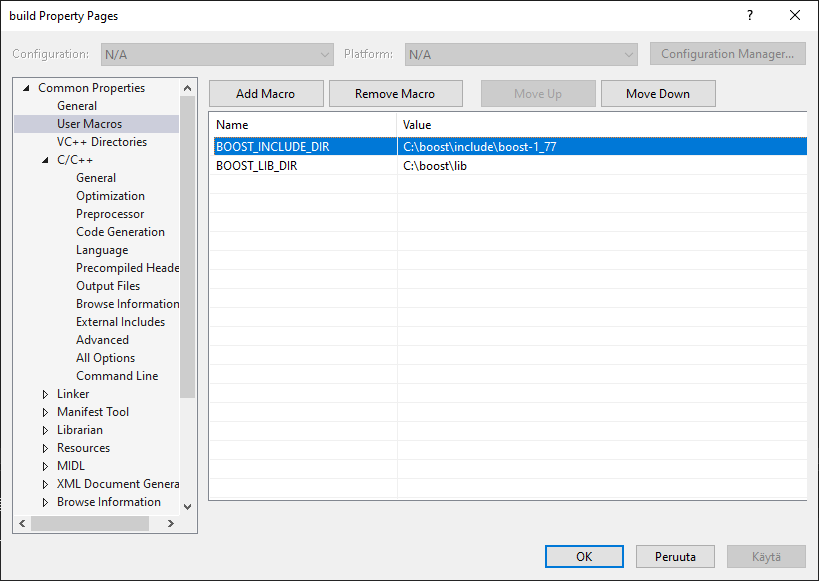 build Property Pages
?
Configuration: N/A Platform: N/A Configuration Manager...
Common Properties
General
User Macros
VC++ Directories
C/C++
General
Optimization
Preprocessor
Code Generation
Language
Precompiled Heade
Output Files
Browse Information
External Includes
Advanced
All Options
Command Line
Linker
Manifest Tool
Librarian
Resources
MIDL
XML Document Genera
Browse Information
Add Macro Remove Macro Move Up Move Down
Name Value
BOOST_INCLUDE_DIR C:\boost\include\boost-1_77
BOOST_LIB_DIR C:\boost\lib
OK Peruuta Käytä